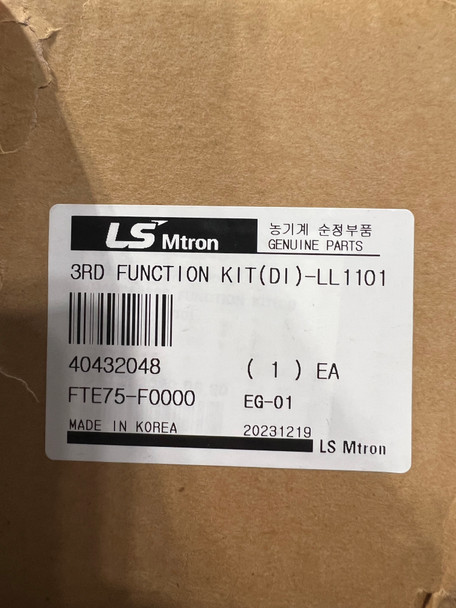 LS Mtron
농기계 순정부품
GENUINE PARTS
3RD FUNCTION KIT(DI)-LL1101
40432048 ( 1 ) EA
FTE75-F0000 EG-01
MADE IN KOREA 20231219
LS Mtron